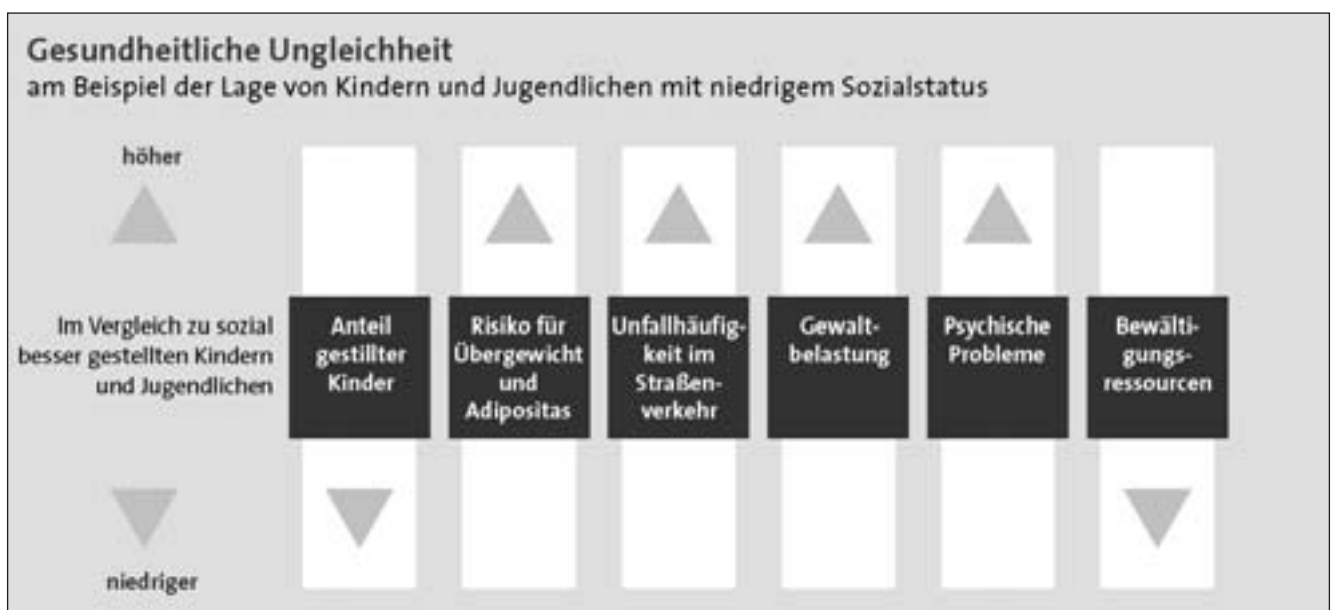 Gesundheitliche Ungleichheit
am Beispiel der Lage von Kindern und Jugendlichen mit niedrigem Sozialstatus
höher
Im Vergleich zu sozial
besser gestellten Kindern
und Jugendlichen
Anteil
gestillter
Kinder
Risiko für
Übergewicht
und
Adipositas
Unfallhäufig-
keit im
Straßen-
verkehr
Gewalt-
belastung
Psychische
Probleme
Bewälti-
gungs-
ressourcen
niedriger